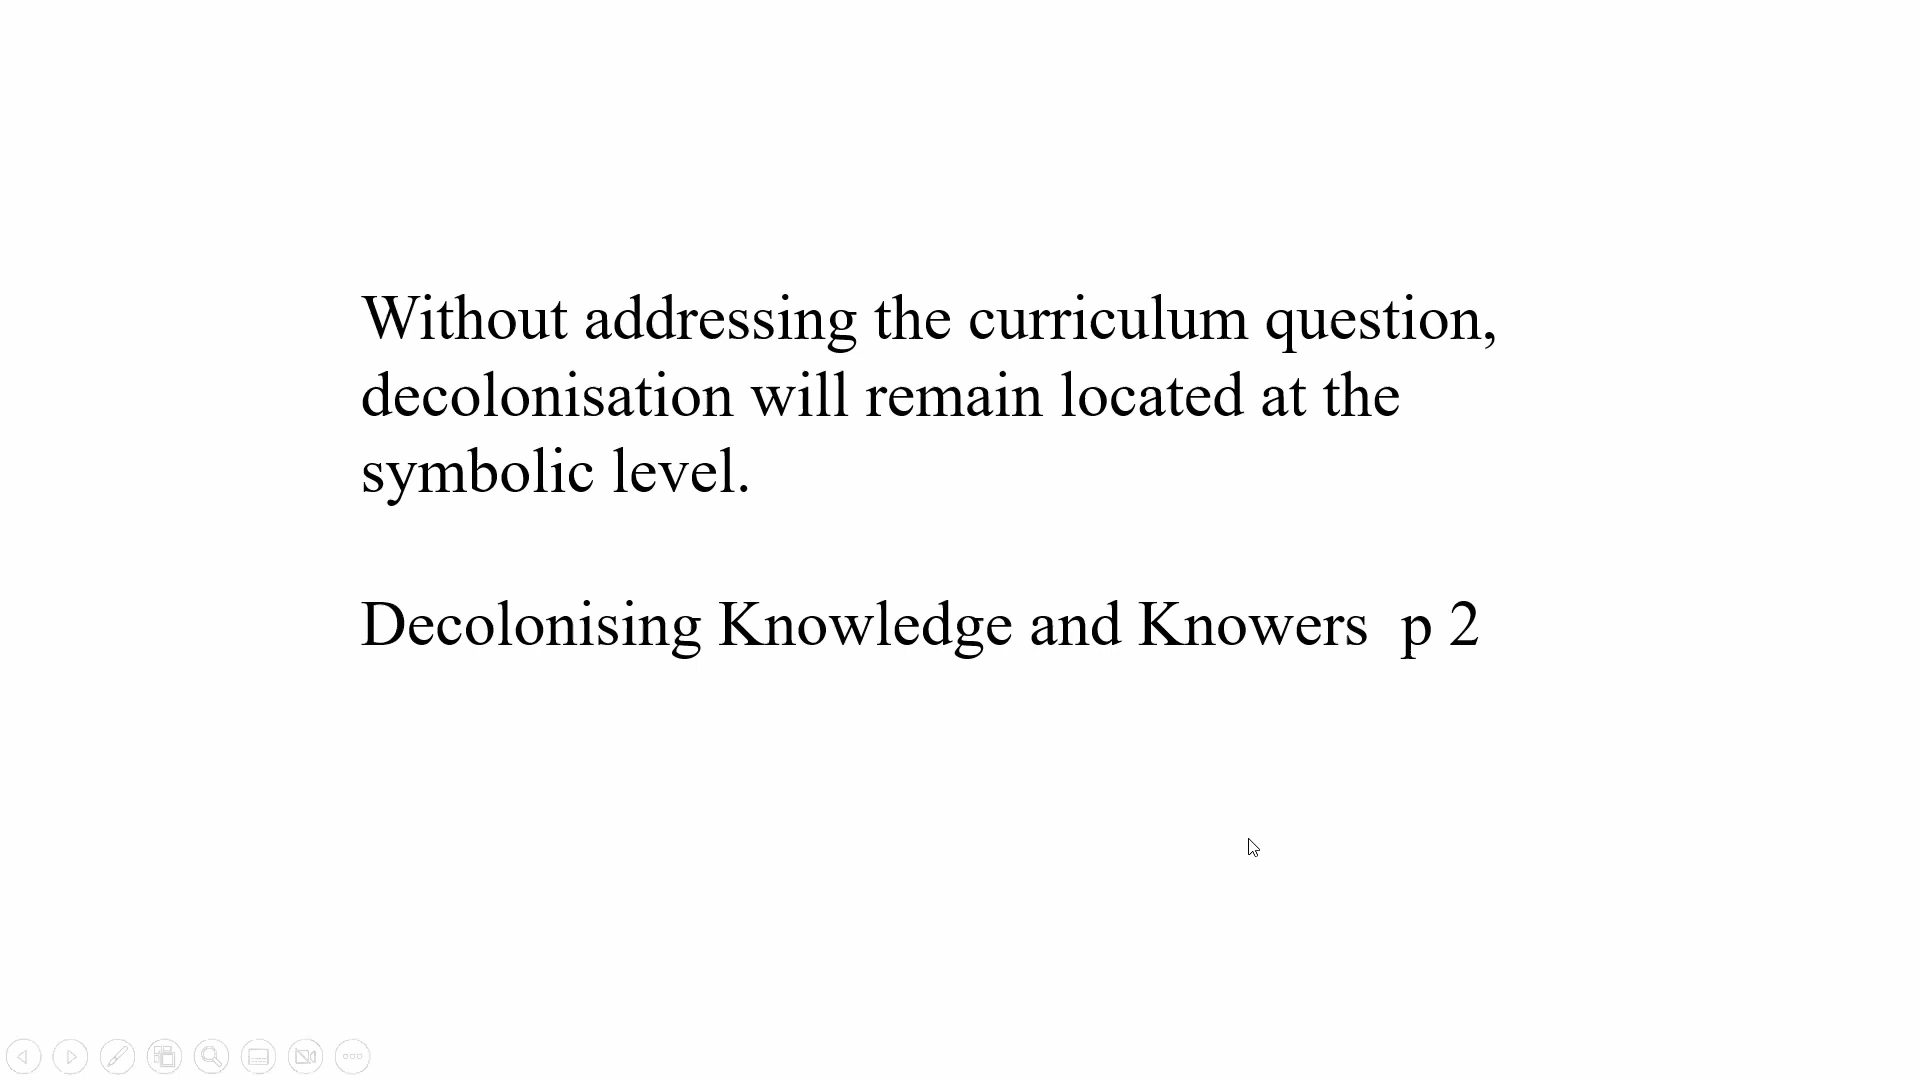 Without addressing the curriculum question,
decolonisation will remain located at the
symbolic level.
Decolonising Knowledge and Knowers  p 2